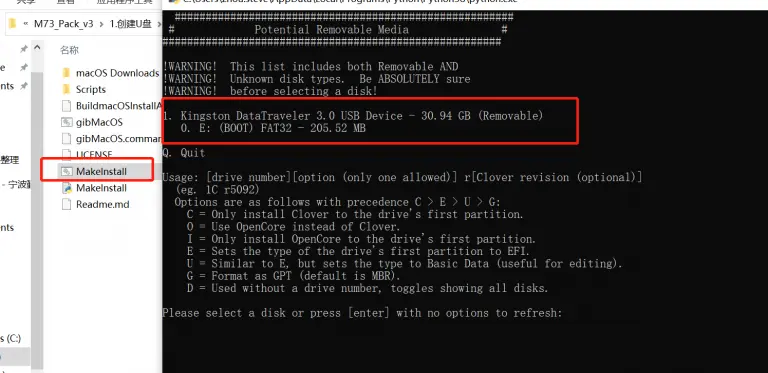 共享
查看
应用程序工具
C:\Users\zhou.steve\AppData\Local\Programs\Python\Python38\python.exe
« M73_Pack_v3 › 1.创建U盘 ›
名称
macOS Downloads
Scripts
BuildmacOSInstallA
gibMacOS
gibMacOS.comman
LICENSE
MakeInstall
MakeInstall
Readme.md
ents
整理
- 宁波
nts
s (C:)
####################################################
# Potential Removable Media #
####################################################
!WARNING! This list includes both Removable AND
!WARNING! Unknown disk types. Be ABSOLUTELY sure
!WARNING! before selecting a disk!
1. Kingston DataTraveler 3.0 USB Device - 30.94 GB (Removable)
0. E: (BOOT) FAT32 - 205.52 MB
Q. Quit
Usage: [drive number][option (only one allowed)] r[Clover revision (optional)]
(eg. 1C r5092)
Options are as follows with precedence C > E > U > G:
C = Only install Clover to the drive's first partition.
O = Use OpenCore instead of Clover.
I = Only install OpenCore to the drive's first partition.
E = Sets the type of the drive's first partition to EFI.
U = Similar to E, but sets the type to Basic Data (useful for editing).
G = Format as GPT (default is MBR).
D = Used without a drive number, toggles showing all disks.
Please select a disk or press [enter] with no options to refresh: